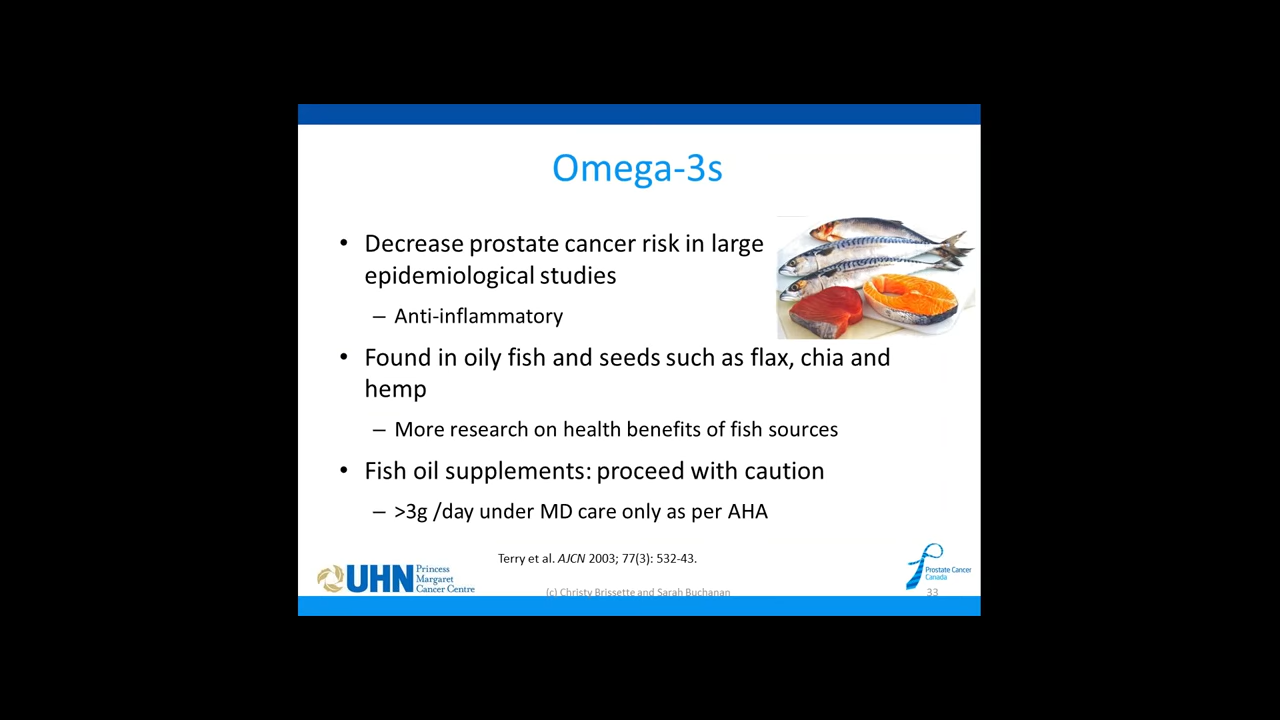 Omega-3s
• Decrease prostate cancer risk in large
epidemiological studies
– Anti-inflammatory
• Found in oily fish and seeds such as flax, chia and
hemp
– More research on health benefits of fish sources
• Fish oil supplements: proceed with caution
– >3g /day under MD care only as per AHA
Terry et al. AJCN 2003; 77(3): 532-43.
UHN Princess
Margaret
Cancer Centre
(c) Christy Brissette and Sarah Buchanan
Prostate Cancer
Canada
33